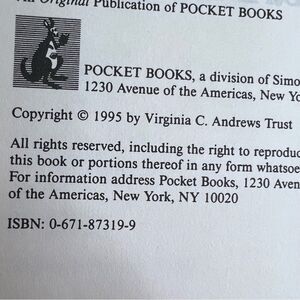 An Original Publication of POCKET BOOKS
POCKET BOOKS, a division of Simo
1230 Avenue of the Americas, New Yo
Copyright © 1995 by Virginia C. Andrews Trust
All rights reserved, including the right to reproduc
this book or portions thereof in any form whatsoe
For information address Pocket Books, 1230 Aven
of the Americas, New York, NY 10020
ISBN: 0-671-87319-9